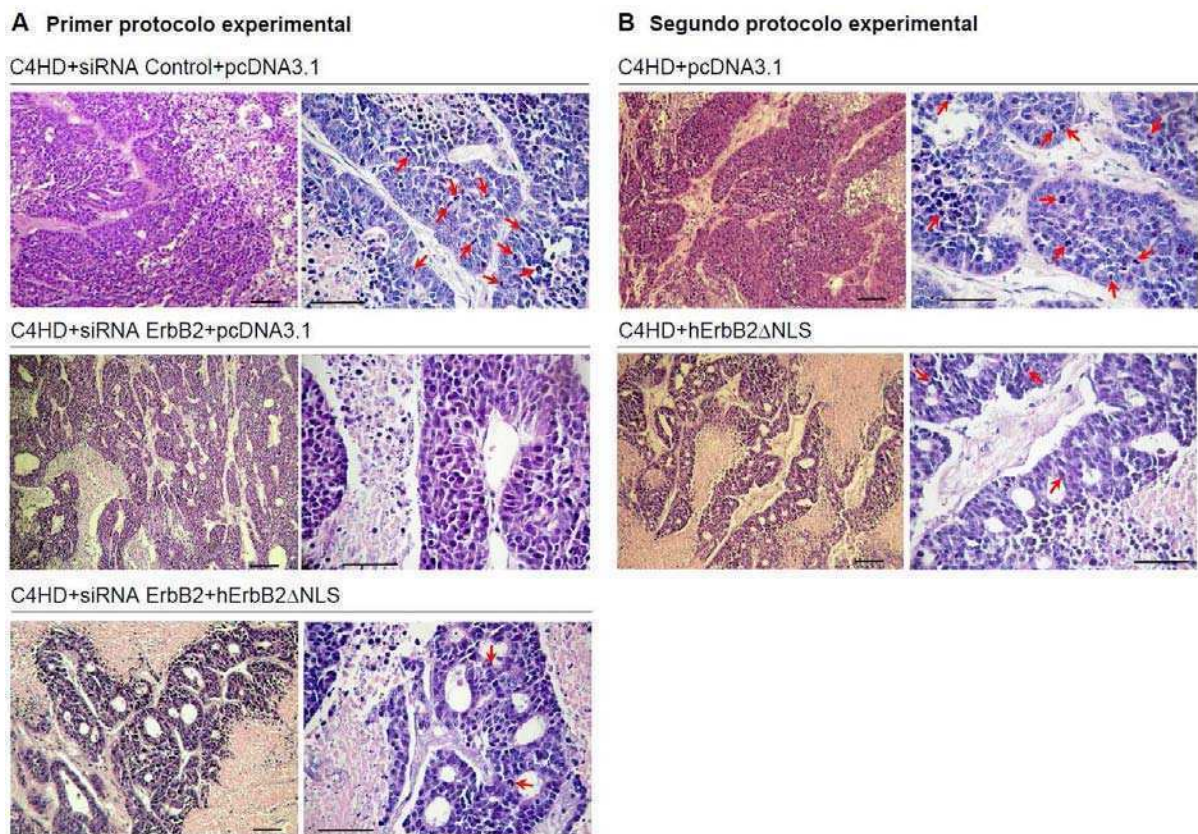 A Primer protocolo experimental
C4HD+siRNA Control+pcDNA3.1
C4HD+siRNA ErbB2+pcDNA3.1
C4HD+siRNA ErbB2+hErbB2ΔNLS
B Segundo protocolo experimental
C4HD+pcDNA3.1
C4HD+hErbB2ΔNLS